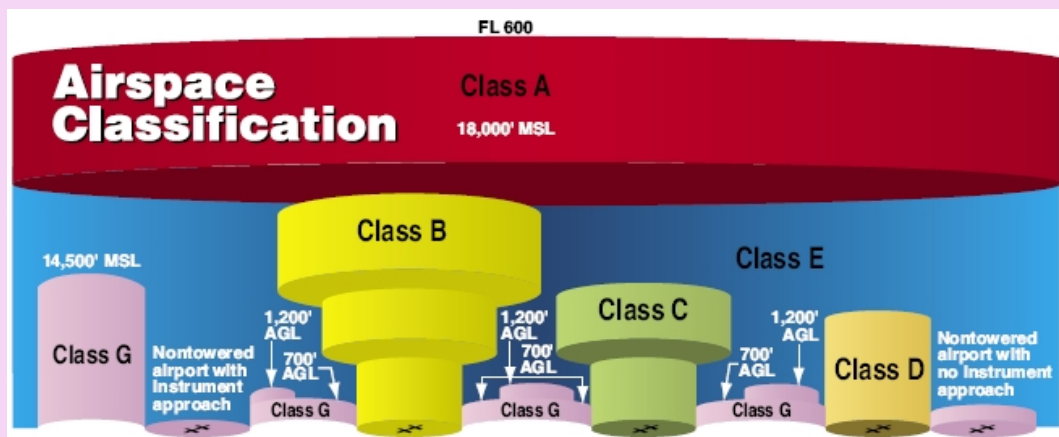 FL 600
Airspace
Classification
Class A
18,000' MSL
Class B
14,500' MSL
Class E
Class C
1,200'
AGL
1,200'
AGL
1,200'
AGL
Class G
Nontowered
airport with
Instrument
approach
700'
AGL
700'
AGL
700'
AGL
Class D
Nontowered
airport with
no Instrument
approach
Class G
Class G
Class G